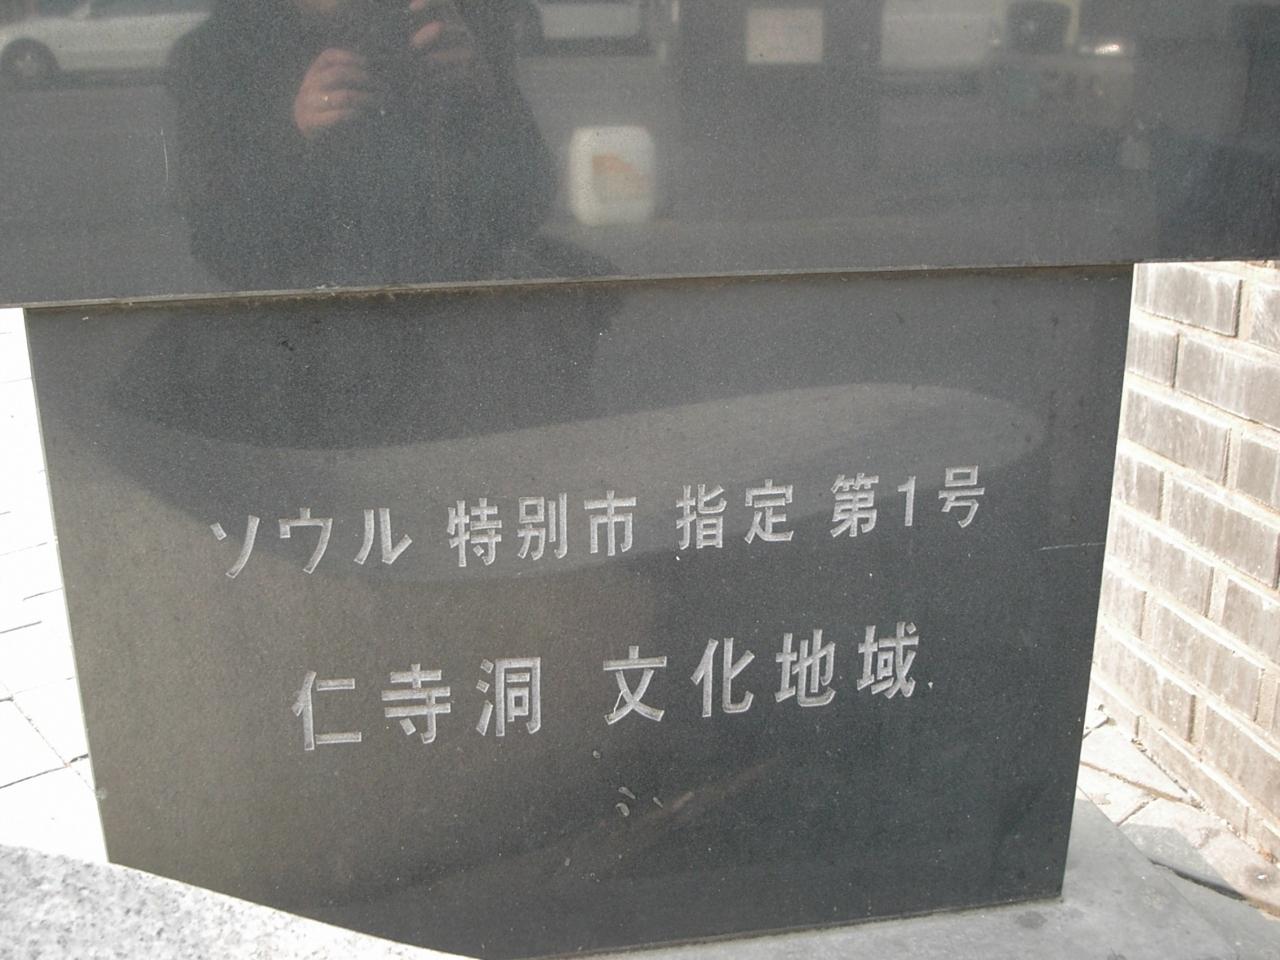 ソウル 特別市 指定 第1号
仁寺洞 文化地域